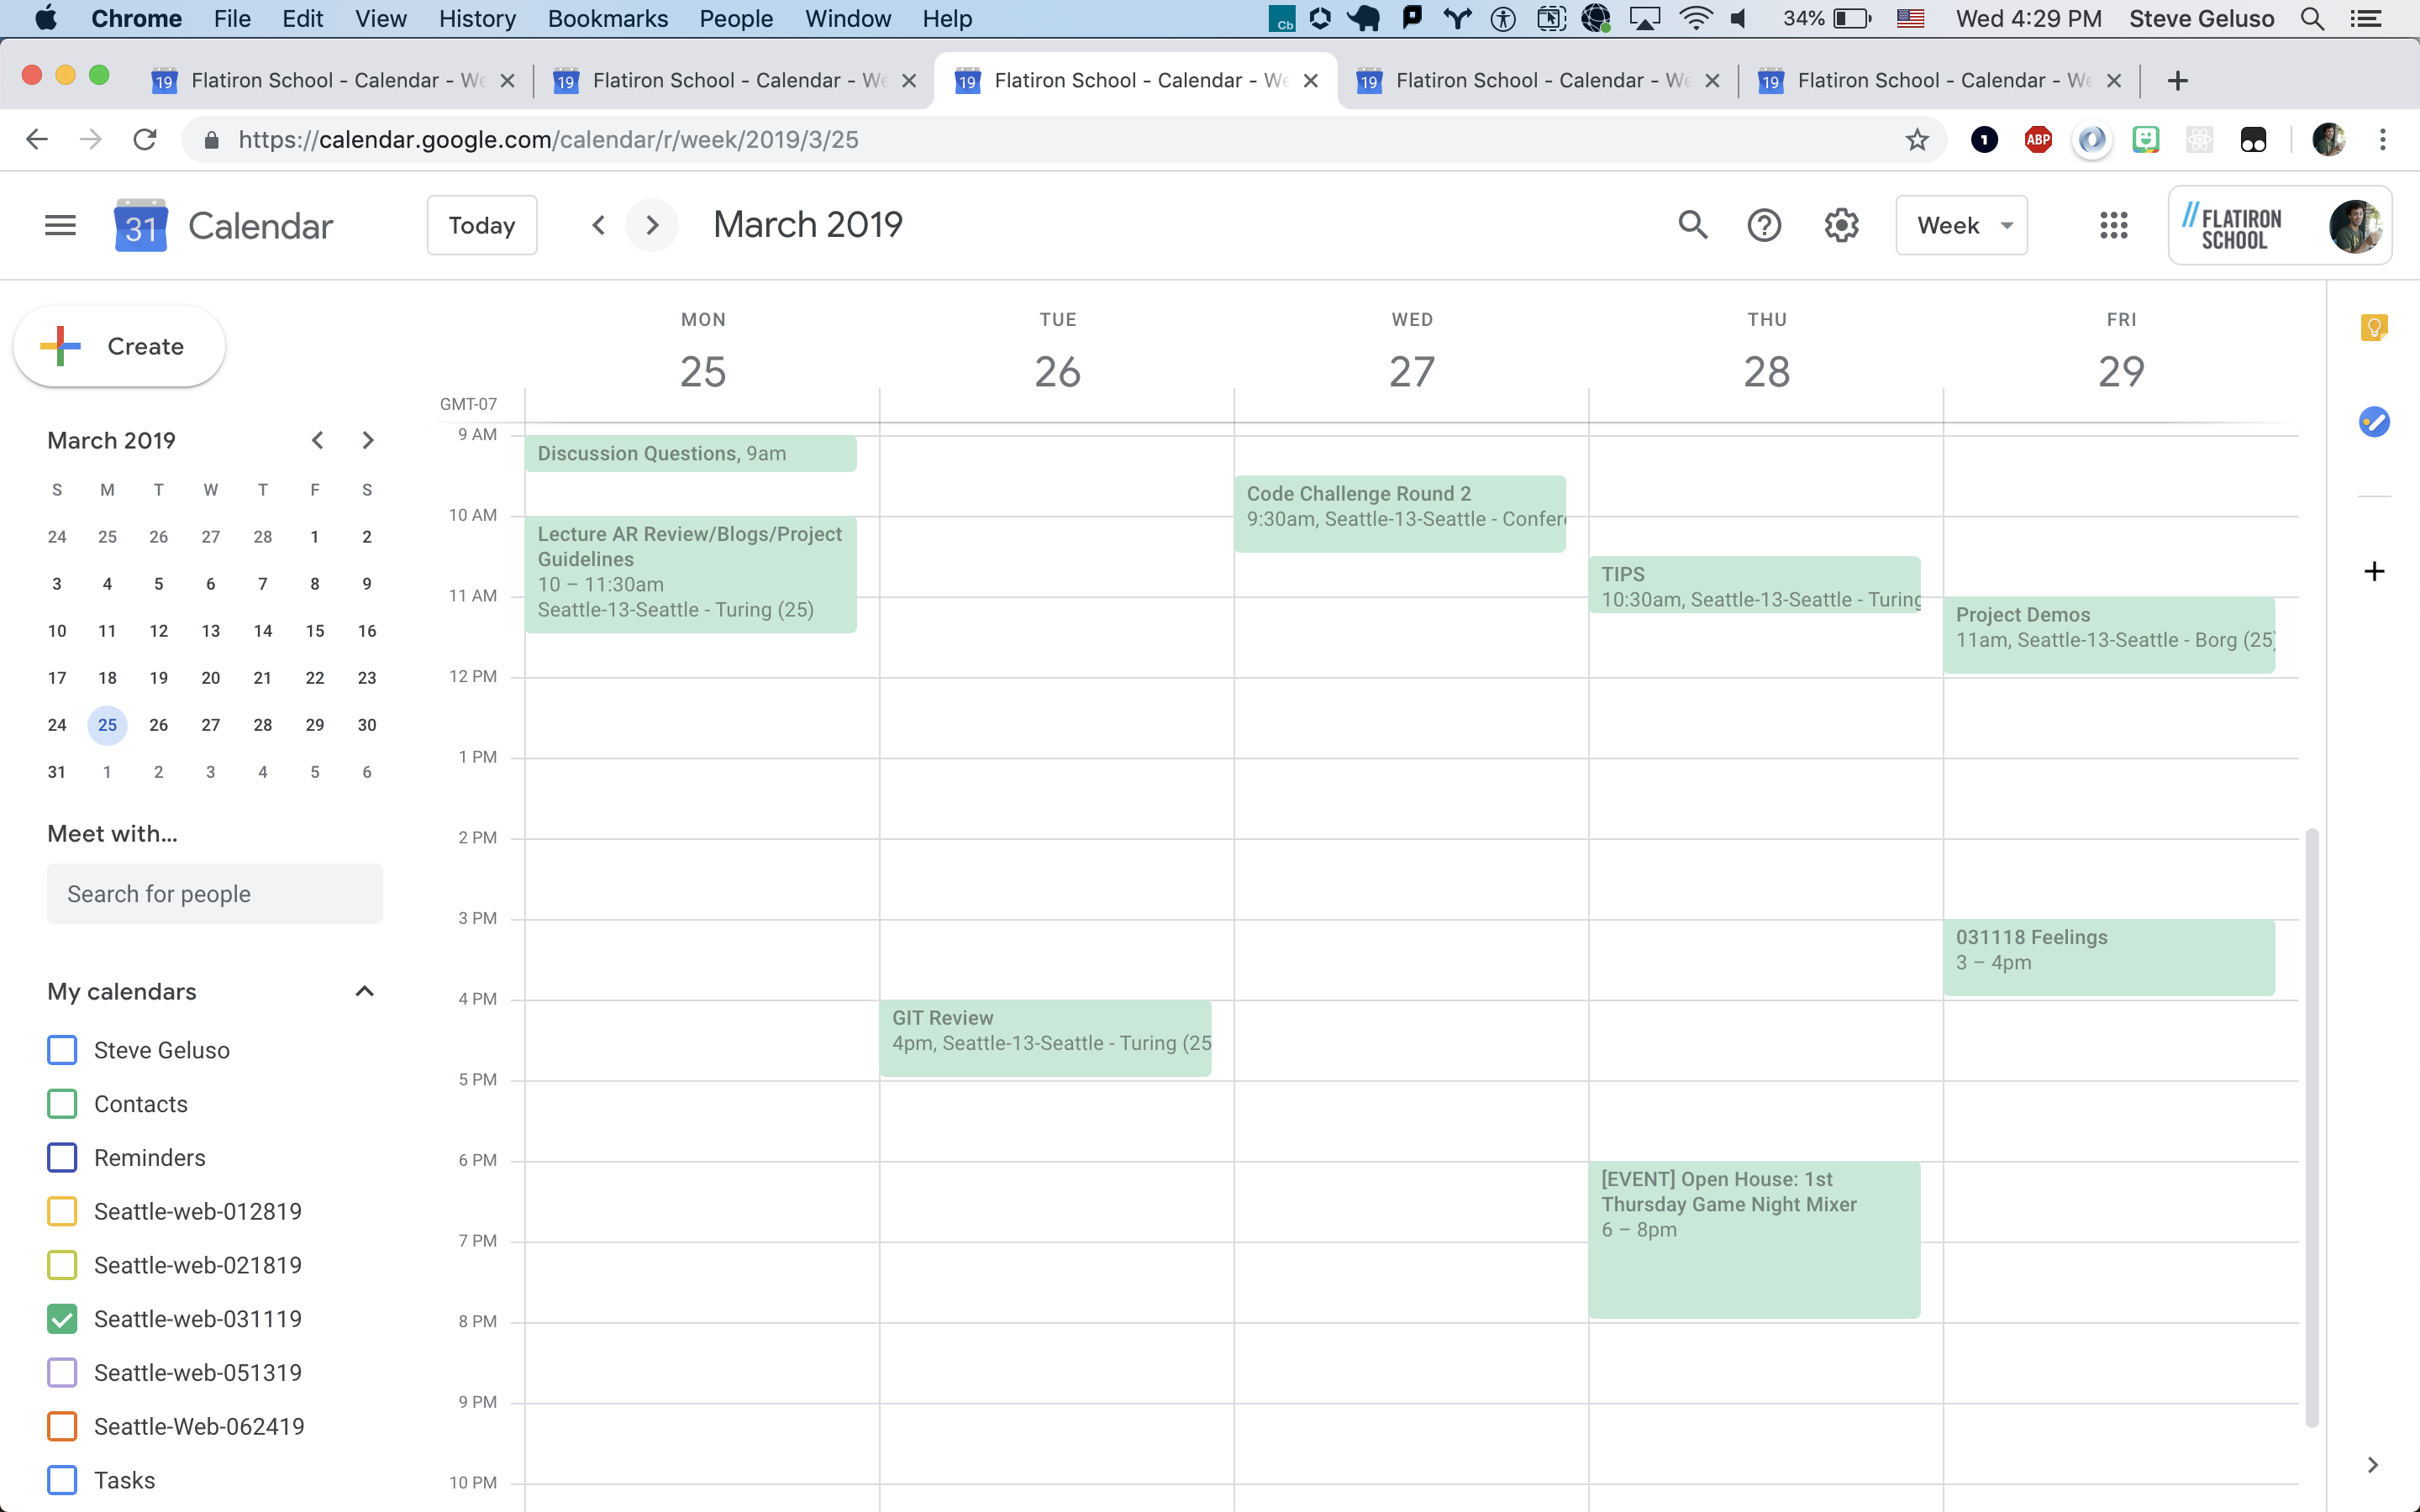 Chrome File Edit View History Bookmarks People Window Help Cb 34% Wed 4:29 PM Steve Geluso
19 Flatiron School - Calendar - We 19 Flatiron School - Calendar - We 19 Flatiron School - Calendar - We 19 Flatiron School - Calendar - We 19 Flatiron School - Calendar - We
https://calendar.google.com/calendar/r/week/2019/3/25 1 ABP
31 Calendar Today March 2019 Week // FLATIRON SCHOOL
Create
MON TUE WED THU FRI
25 26 27 28 29
GMT-07
March 2019
S M T W T F S
24 25 26 27 28 1 2
3 4 5 6 7 8 9
10 11 12 13 14 15 16
17 18 19 20 21 22 23
24 25 26 27 28 29 30
31 1 2 3 4 5 6
Meet with...
Search for people
My calendars
Steve Geluso
Contacts
Reminders
Seattle-web-012819
Seattle-web-021819
Seattle-web-031119
Seattle-web-051319
Seattle-Web-062419
Tasks
9 AM
10 AM
11 AM
12 PM
1 PM
2 PM
3 PM
4 PM
5 PM
6 PM
7 PM
8 PM
9 PM
10 PM
Discussion Questions, 9am
Lecture AR Review/Blogs/Project
Guidelines
10 – 11:30am
Seattle-13-Seattle - Turing (25)
GIT Review
4pm, Seattle-13-Seattle - Turing (25
Code Challenge Round 2
9:30am, Seattle-13-Seattle - Confer
TIPS
10:30am, Seattle-13-Seattle - Turing
[EVENT] Open House: 1st
Thursday Game Night Mixer
6 – 8pm
Project Demos
11am, Seattle-13-Seattle - Borg (25)
031118 Feelings
3 – 4pm